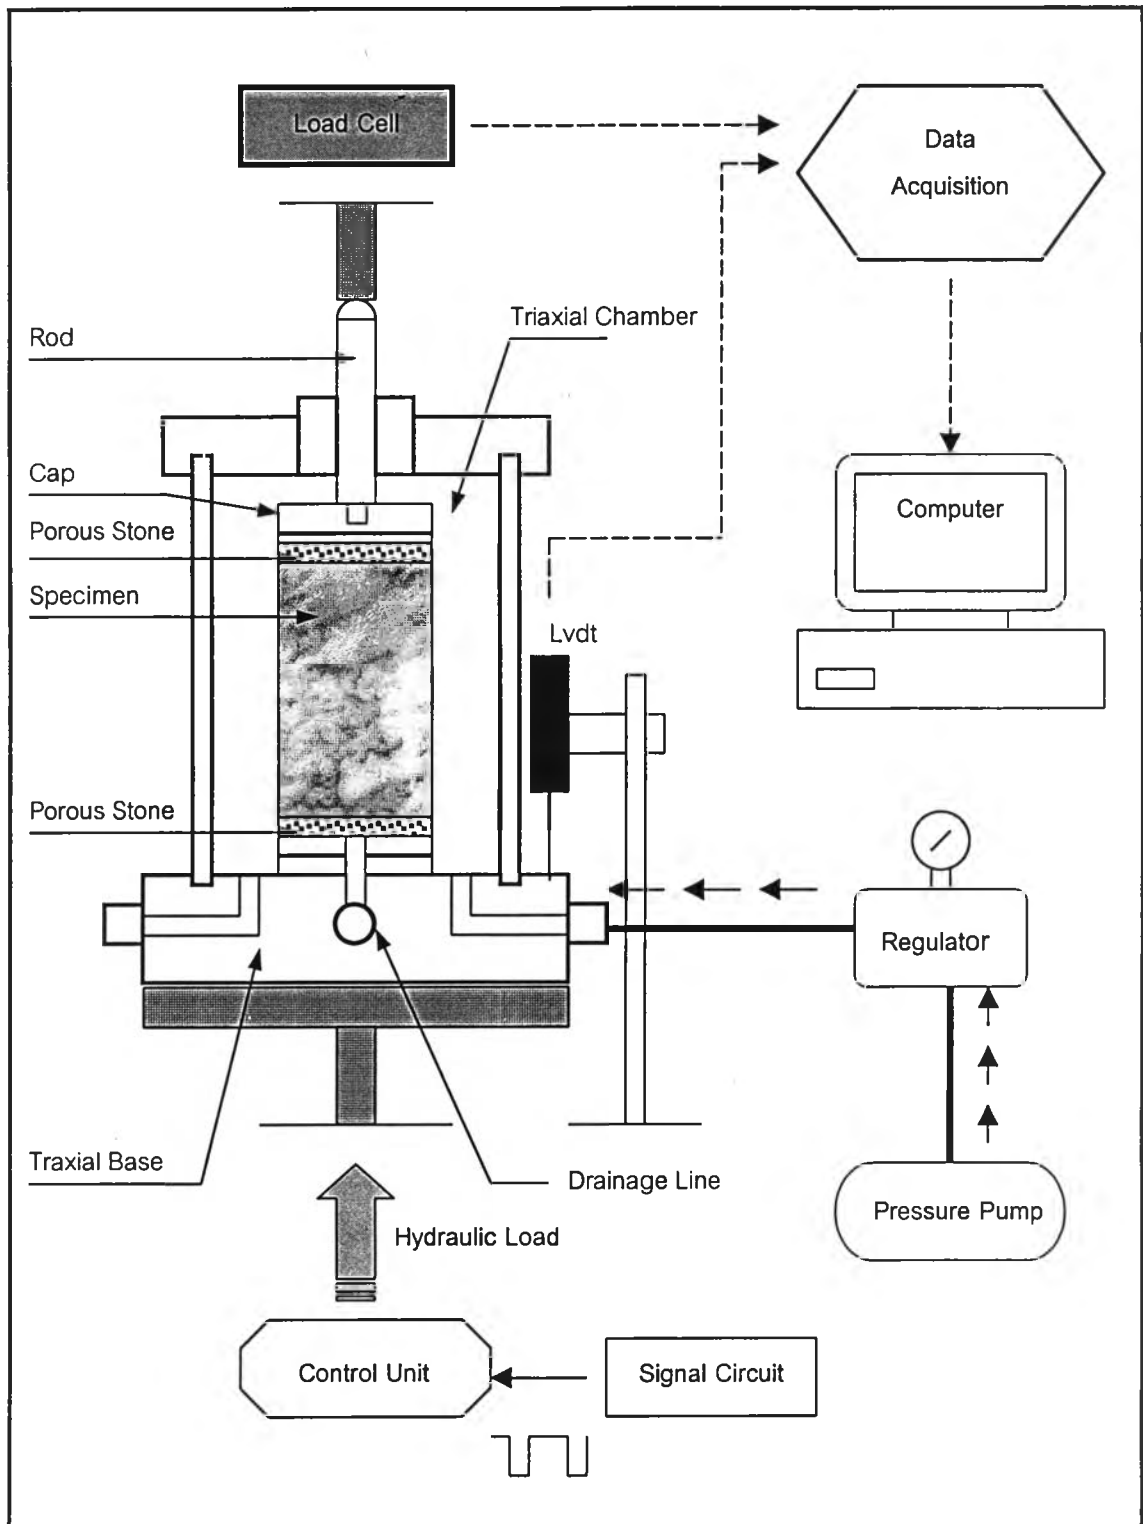 Load Cell
Data
Acquisition
Triaxial Chamber
Rod
Cap
Computer
Porous Stone
Specimen
Lvdt
Porous Stone
Regulator
Traxial Base
Drainage Line
Pressure Pump
Hydraulic Load
Control Unit
Signal Circuit